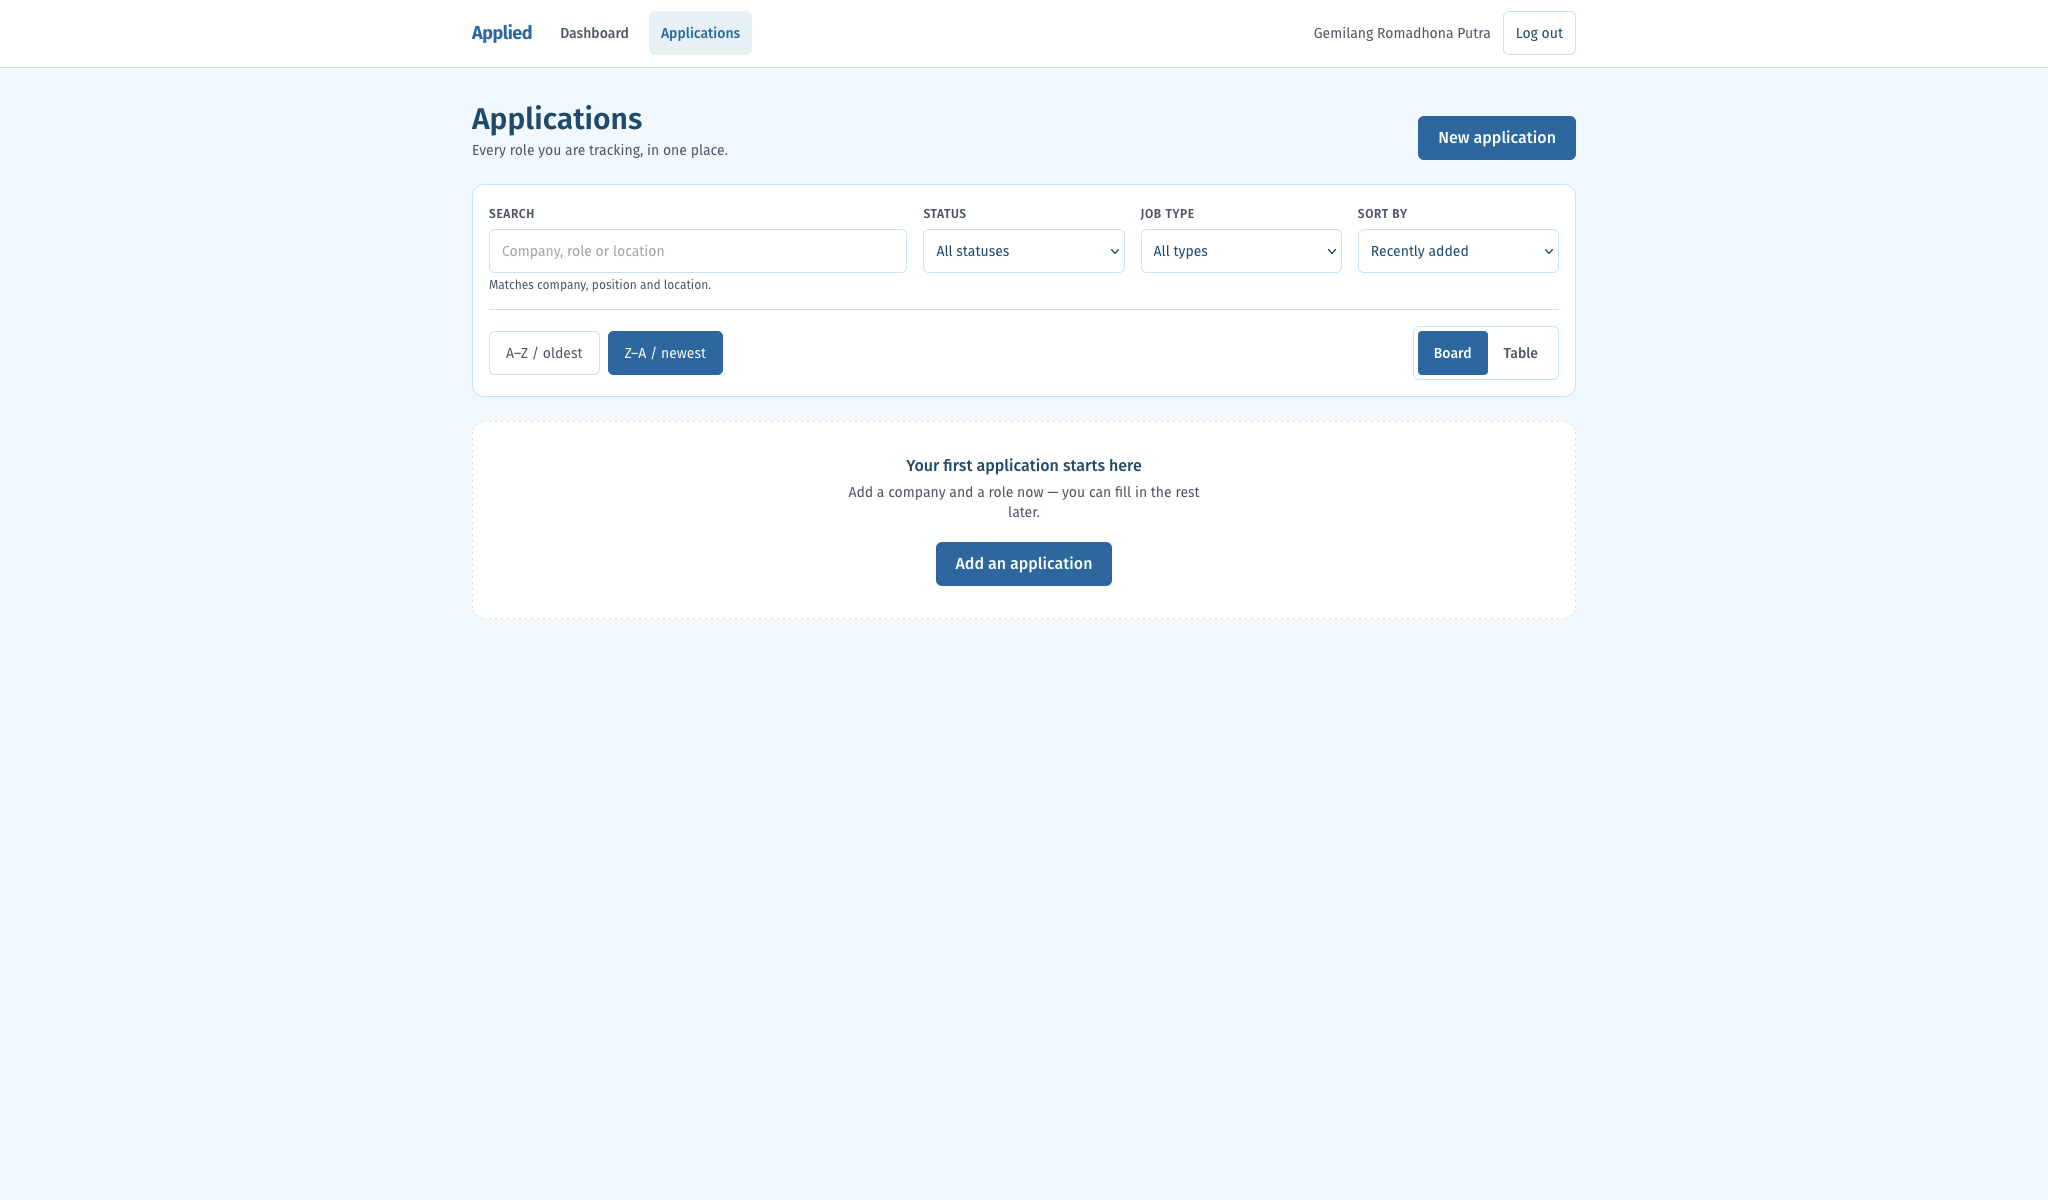 Applied
Dashboard
Applications
Gemilang Romadhona Putra
Log out
Applications
Every role you are tracking, in one place.
New application
SEARCH
STATUS
JOB TYPE
SORT BY
Company, role or location
All statuses
All types
Recently added
Matches company, position and location.
A–Z / oldest
Z–A / newest
Board
Table
Your first application starts here
Add a company and a role now — you can fill in the rest
later.
Add an application